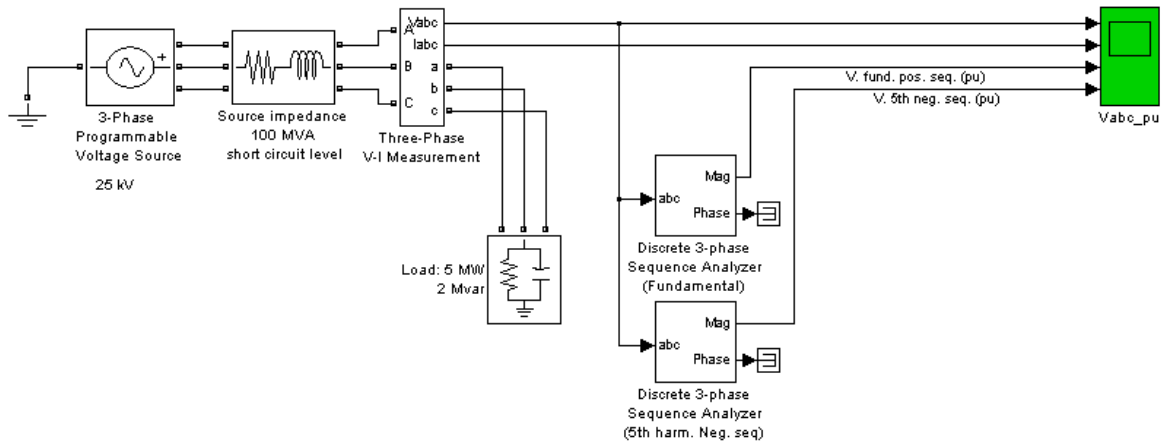 3-Phase
Programmable
Voltage Source
25 kV
Source impedance
100 MVA
short circuit level
A
B
C
Vabc
Iabc
a
b
c
Three-Phase
V-I Measurement
Load: 5 MW
2 Mvar
V. fund. pos. seq. (pu)
V. 5th neg. seq. (pu)
Vabc_pu
abc
Mag
Phase
Discrete 3-phase
Sequence Analyzer
(Fundamental)
abc
Mag
Phase
Discrete 3-phase
Sequence Analyzer
(5th harm. Neg. seq)